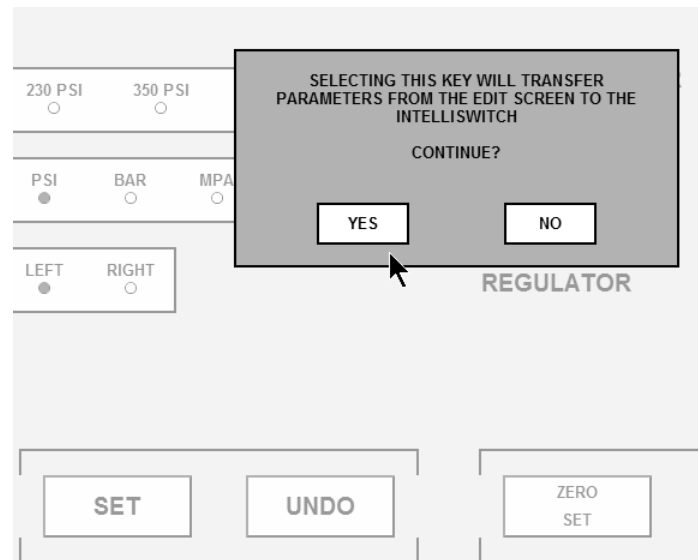 SELECTING THIS KEY WILL TRANSFER
PARAMETERS FROM THE EDIT SCREEN TO THE
INTELLISWITCH
CONTINUE?
YES NO
230 PSI 350 PSI
PSI BAR MPA
LEFT RIGHT
REGULATOR
SET UNDO
ZERO
SET